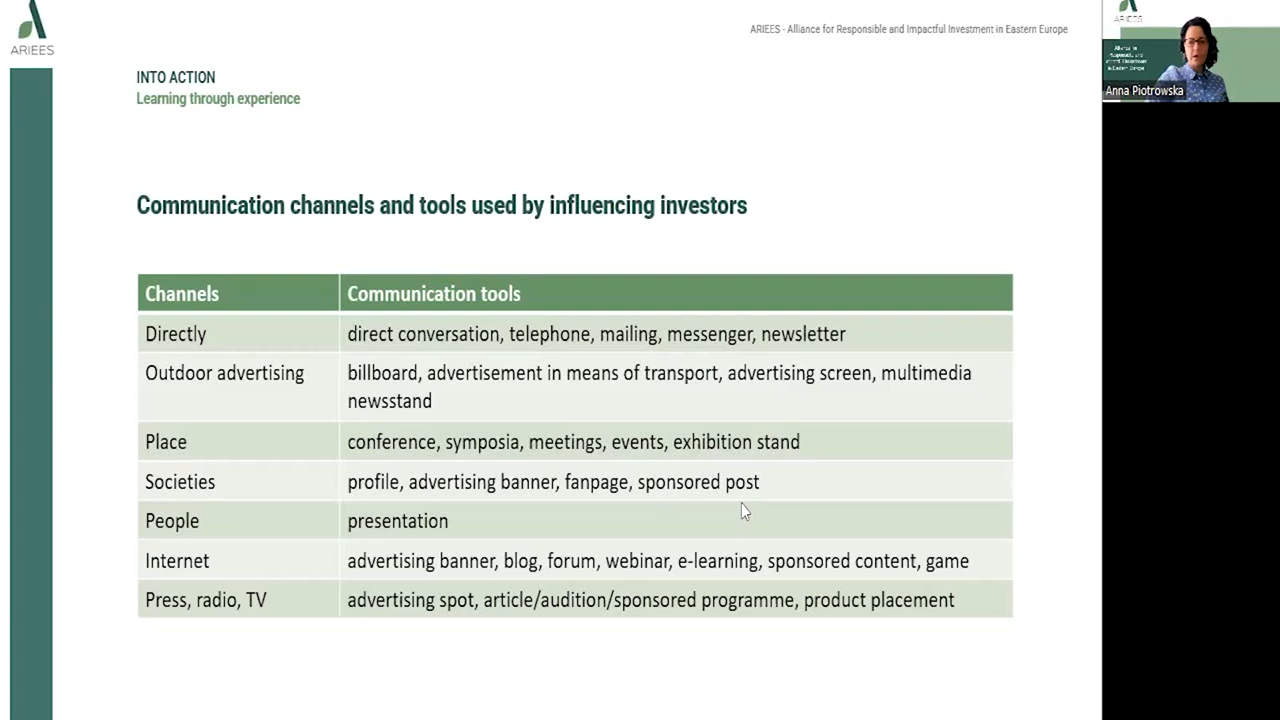 ARIEES
ARIEES - Alliance for Responsible and Impactful Investment in Eastern Europe
INTO ACTION
Learning through experience
Communication channels and tools used by influencing investors
Channels Communication tools
Directly direct conversation, telephone, mailing, messenger, newsletter
Outdoor advertising billboard, advertisement in means of transport, advertising screen, multimedia
newsstand
Place conference, symposia, meetings, events, exhibition stand
Societies profile, advertising banner, fanpage, sponsored post
People presentation
Internet advertising banner, blog, forum, webinar, e-learning, sponsored content, game
Press, radio, TV advertising spot, article/audition/sponsored programme, product placement
ARIEES
Anna Piotrowska